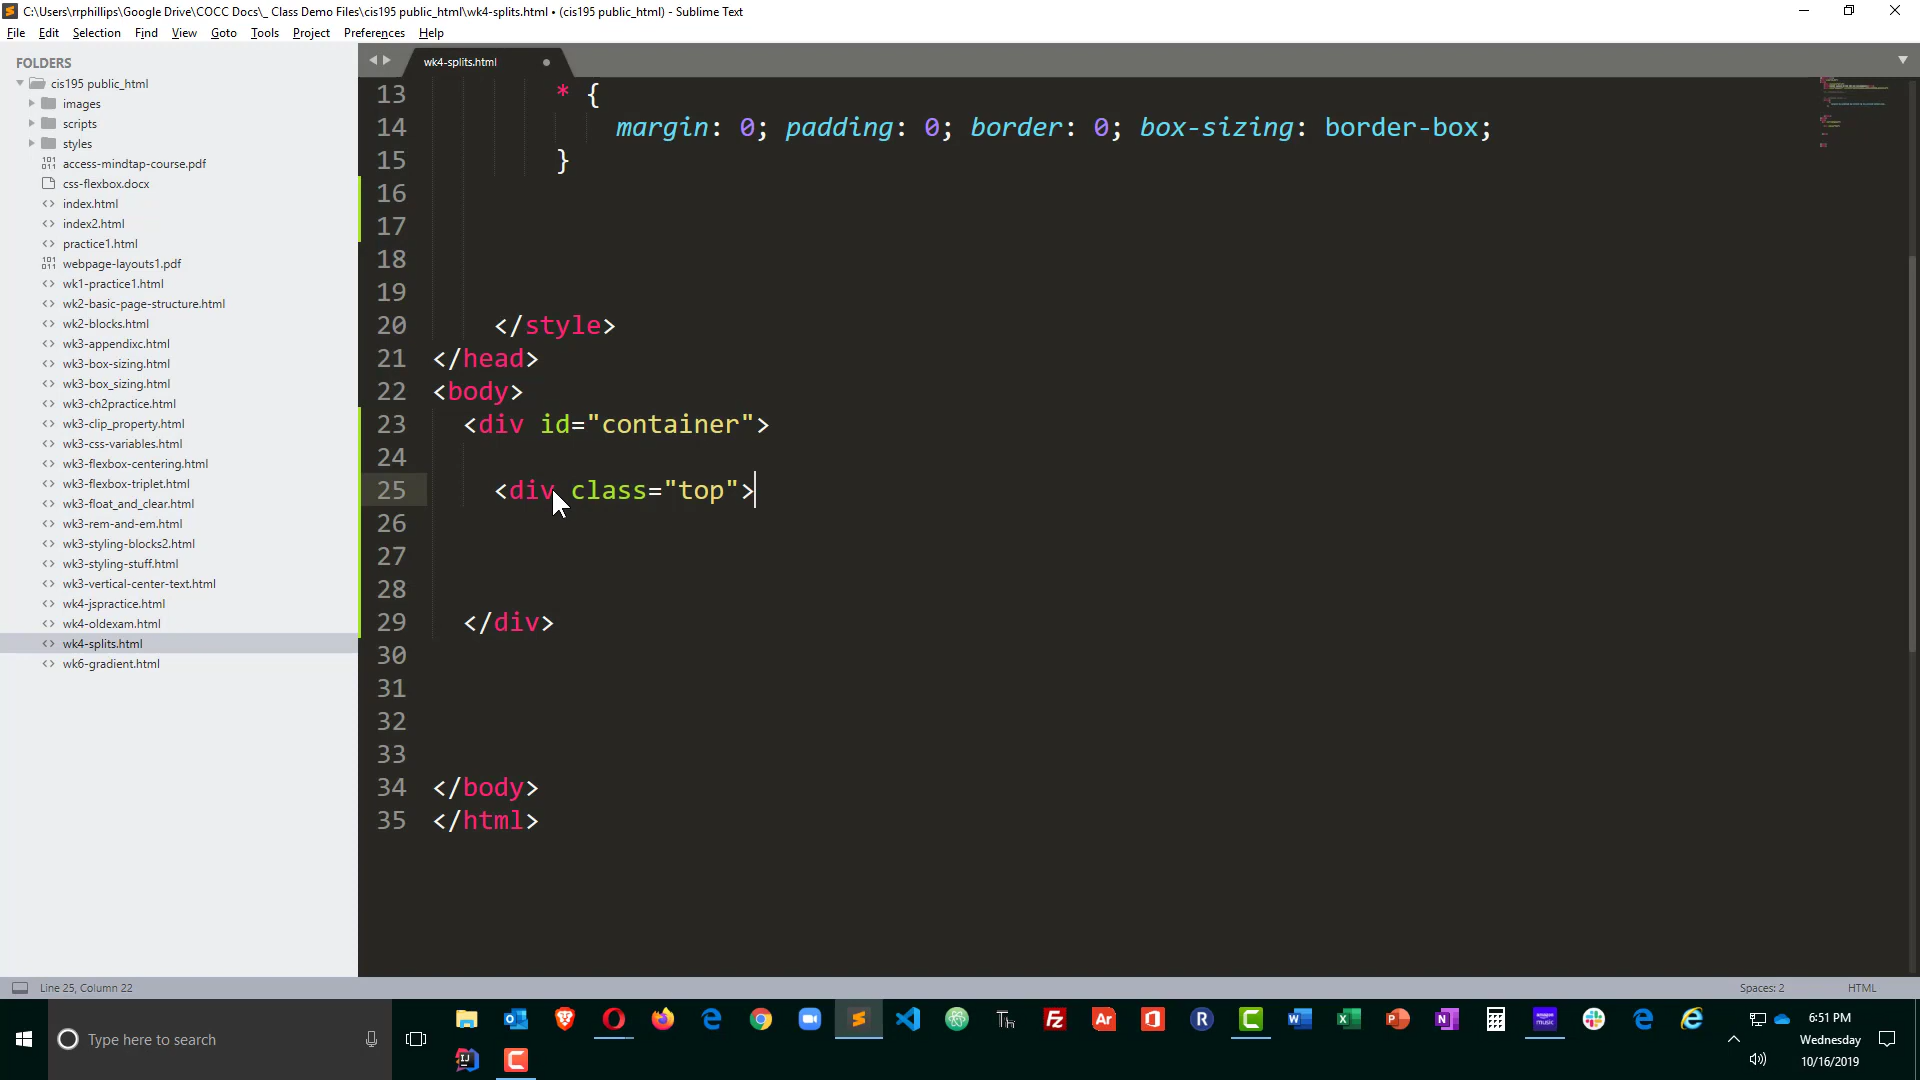 C:\Users\rrphillips\Google Drive\COCC Docs\_ Class Demo Files\cis195 public_html\wk4-splits.html • (cis195 public_html) - Sublime Text
File Edit Selection Find View Goto Tools Project Preferences Help
FOLDERS
cis195 public_html
images
scripts
styles
access-mindtap-course.pdf
css-flexbox.docx
index.html
index2.html
practice1.html
webpage-layouts1.pdf
wk1-practice1.html
wk2-basic-page-structure.html
wk2-blocks.html
wk3-appendixc.html
wk3-box-sizing.html
wk3-box_sizing.html
wk3-ch2practice.html
wk3-clip_property.html
wk3-css-variables.html
wk3-flexbox-centering.html
wk3-flexbox-triplet.html
wk3-float_and_clear.html
wk3-rem-and-em.html
wk3-styling-blocks2.html
wk3-styling-stuff.html
wk3-vertical-center-text.html
wk4-jspractice.html
wk4-oldexam.html
wk4-splits.html
wk6-gradient.html
wk4-splits.html
13 * {
14 margin: 0; padding: 0; border: 0; box-sizing: border-box;
15 }
16
17
18
19
20 </style>
21 </head>
22 <body>
23 <div id="container">
24
25 <div class="top">
26
27
28
29 </div>
30
31
32
33
34 </body>
35 </html>
Line 25, Column 22
Spaces: 2 HTML
Type here to search
6:51 PM
Wednesday
10/16/2019